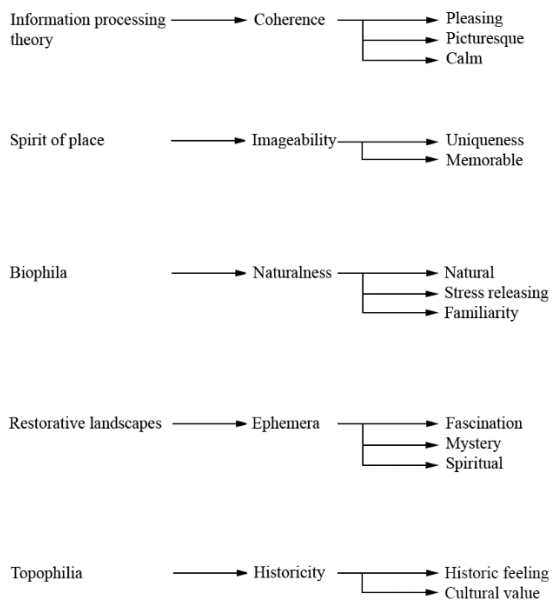 Information processing theory
Coherence
Pleasing
Picturesque
Calm
Spirit of place
Imageability
Uniqueness
Memorable
Biophila
Naturalness
Natural
Stress releasing
Familiarity
Restorative landscapes
Ephemera
Fascination
Mystery
Spiritual
Topophilia
Historicity
Historic feeling
Cultural value